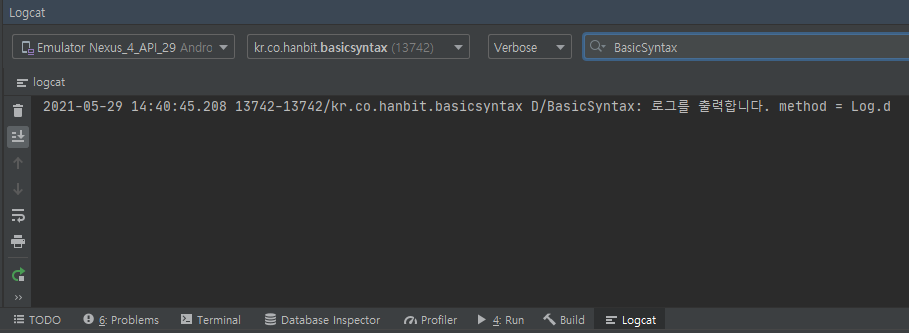 Logcat
Emulator Nexus_4_API_29 Andro kr.co.hanbit.basicsyntax (13742) Verbose BasicSyntax
logcat
2021-05-29 14:40:45.208 13742-13742/kr.co.hanbit.basicsyntax D/BasicSyntax: 로그를 출력합니다. method = Log.d
TODO 6: Problems Terminal Database Inspector Profiler 4: Run Build Logcat